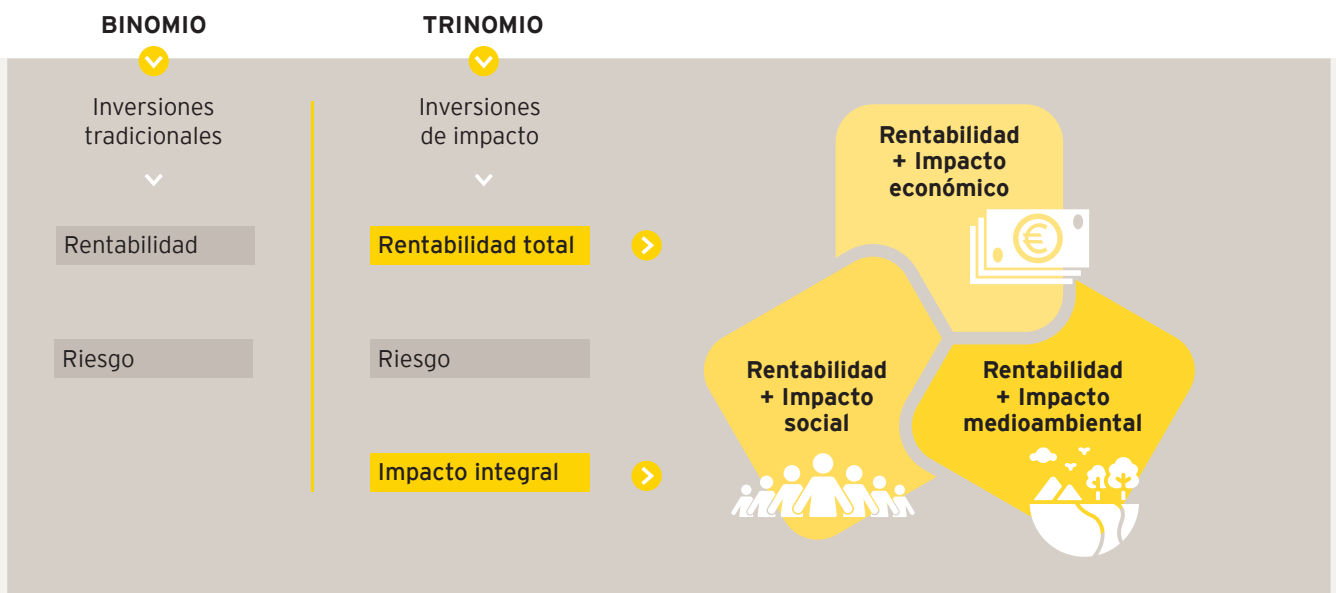 BINOMIO
Inversiones
tradicionales
Rentabilidad
Riesgo
TRINOMIO
Inversiones
de impacto
Rentabilidad total
Riesgo
Impacto integral
Rentabilidad
+ Impacto
económico
€
Rentabilidad
+ Impacto
social
Rentabilidad
+ Impacto
medioambiental